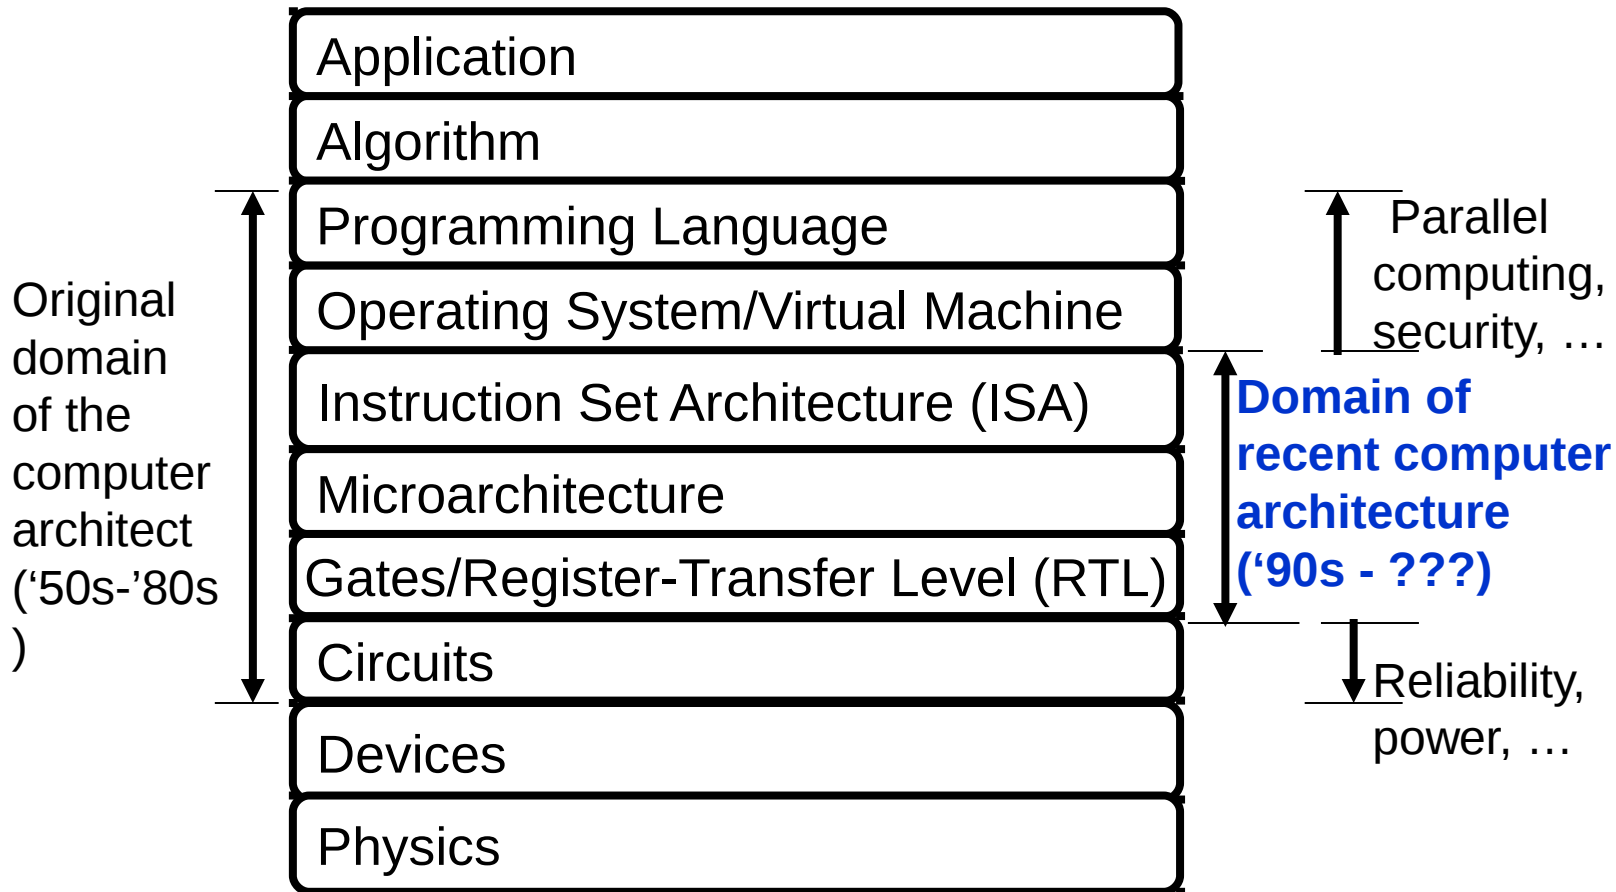 Application
Algorithm
Programming Language
Operating System/Virtual Machine
Instruction Set Architecture (ISA)
Microarchitecture
Gates/Register-Transfer Level (RTL)
Circuits
Devices
Physics
Original
domain
of the
computer
architect
(‘50s-’80s
)
Parallel
computing,
security, …
Domain of
recent computer
architecture
(‘90s - ???)
Reliability,
power, …